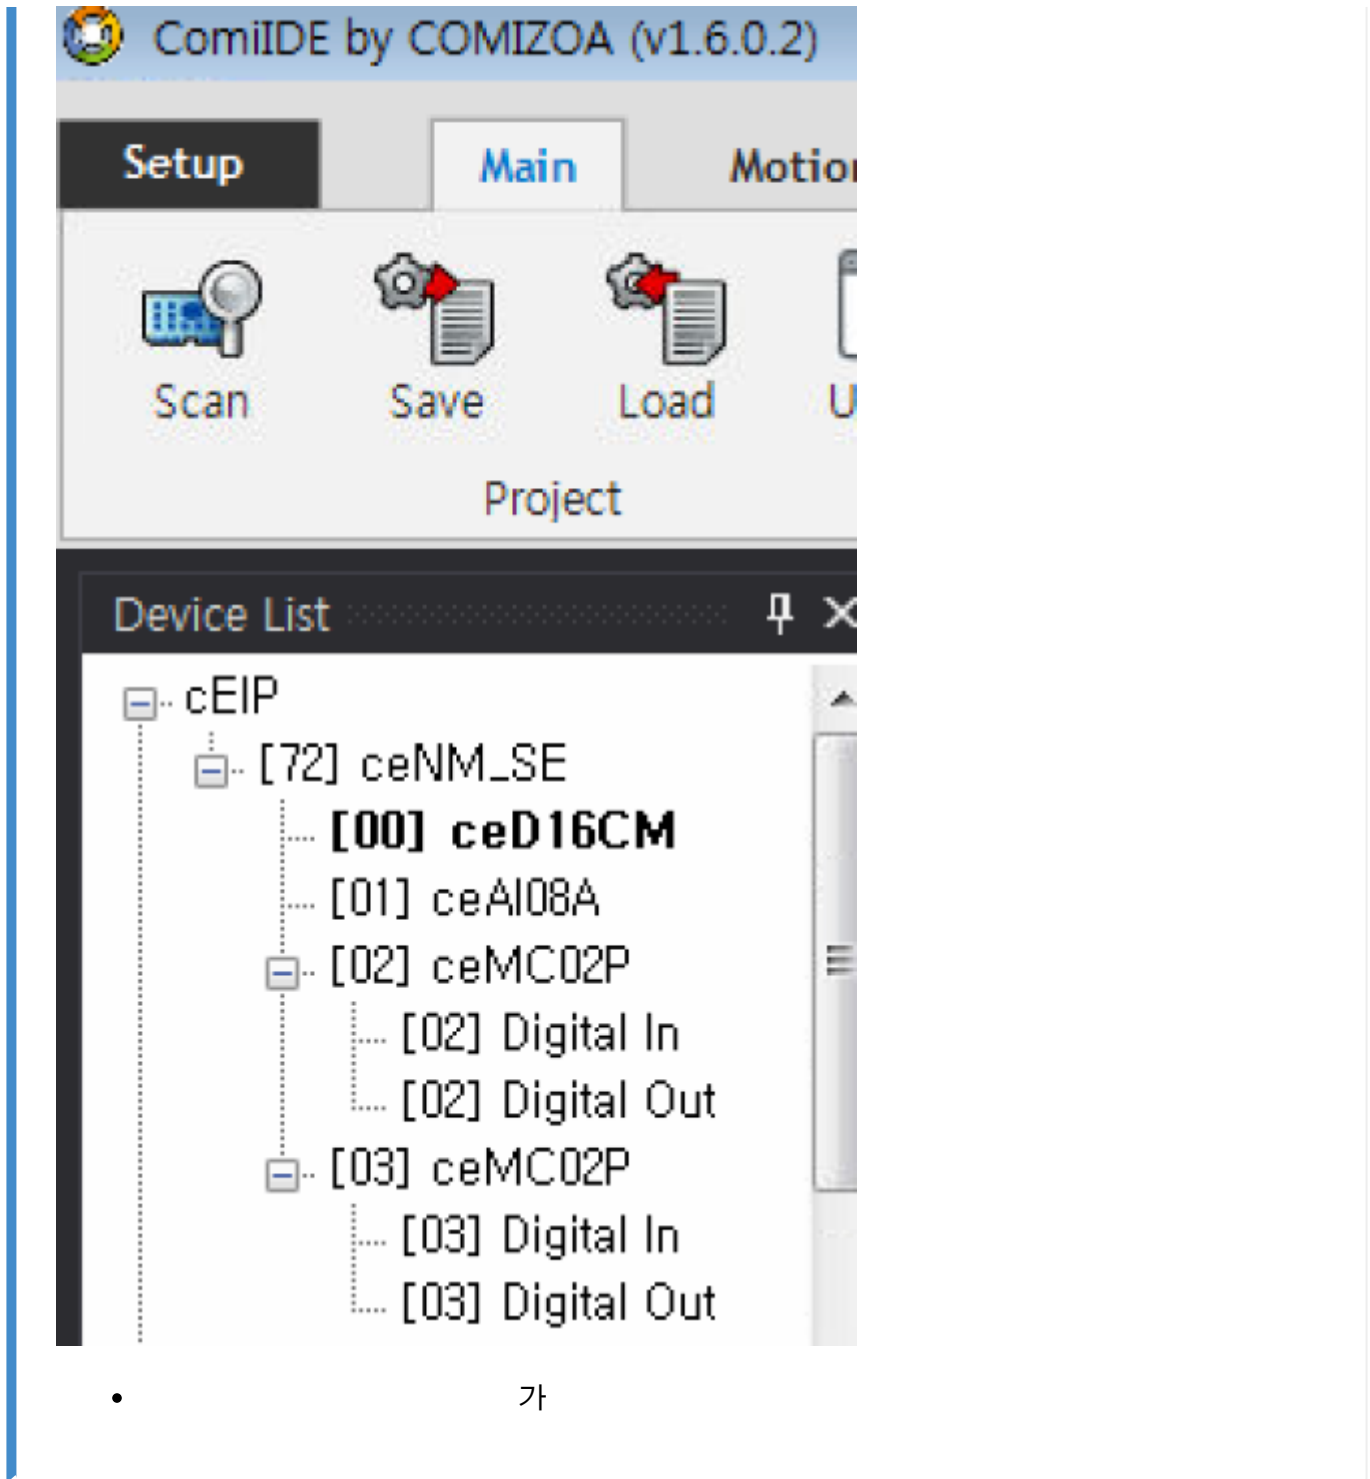 ComiIDE by COMIZOA (v1.6.0.2)
Setup Main Motion
Scan Save Load U
Project
Device List
cEIP
[72] ceNM_SE
[00] ceD16CM
[01] ceAI08A
[02] ceMC02P
[02] Digital In
[02] Digital Out
[03] ceMC02P
[03] Digital In
[03] Digital Out
• 가